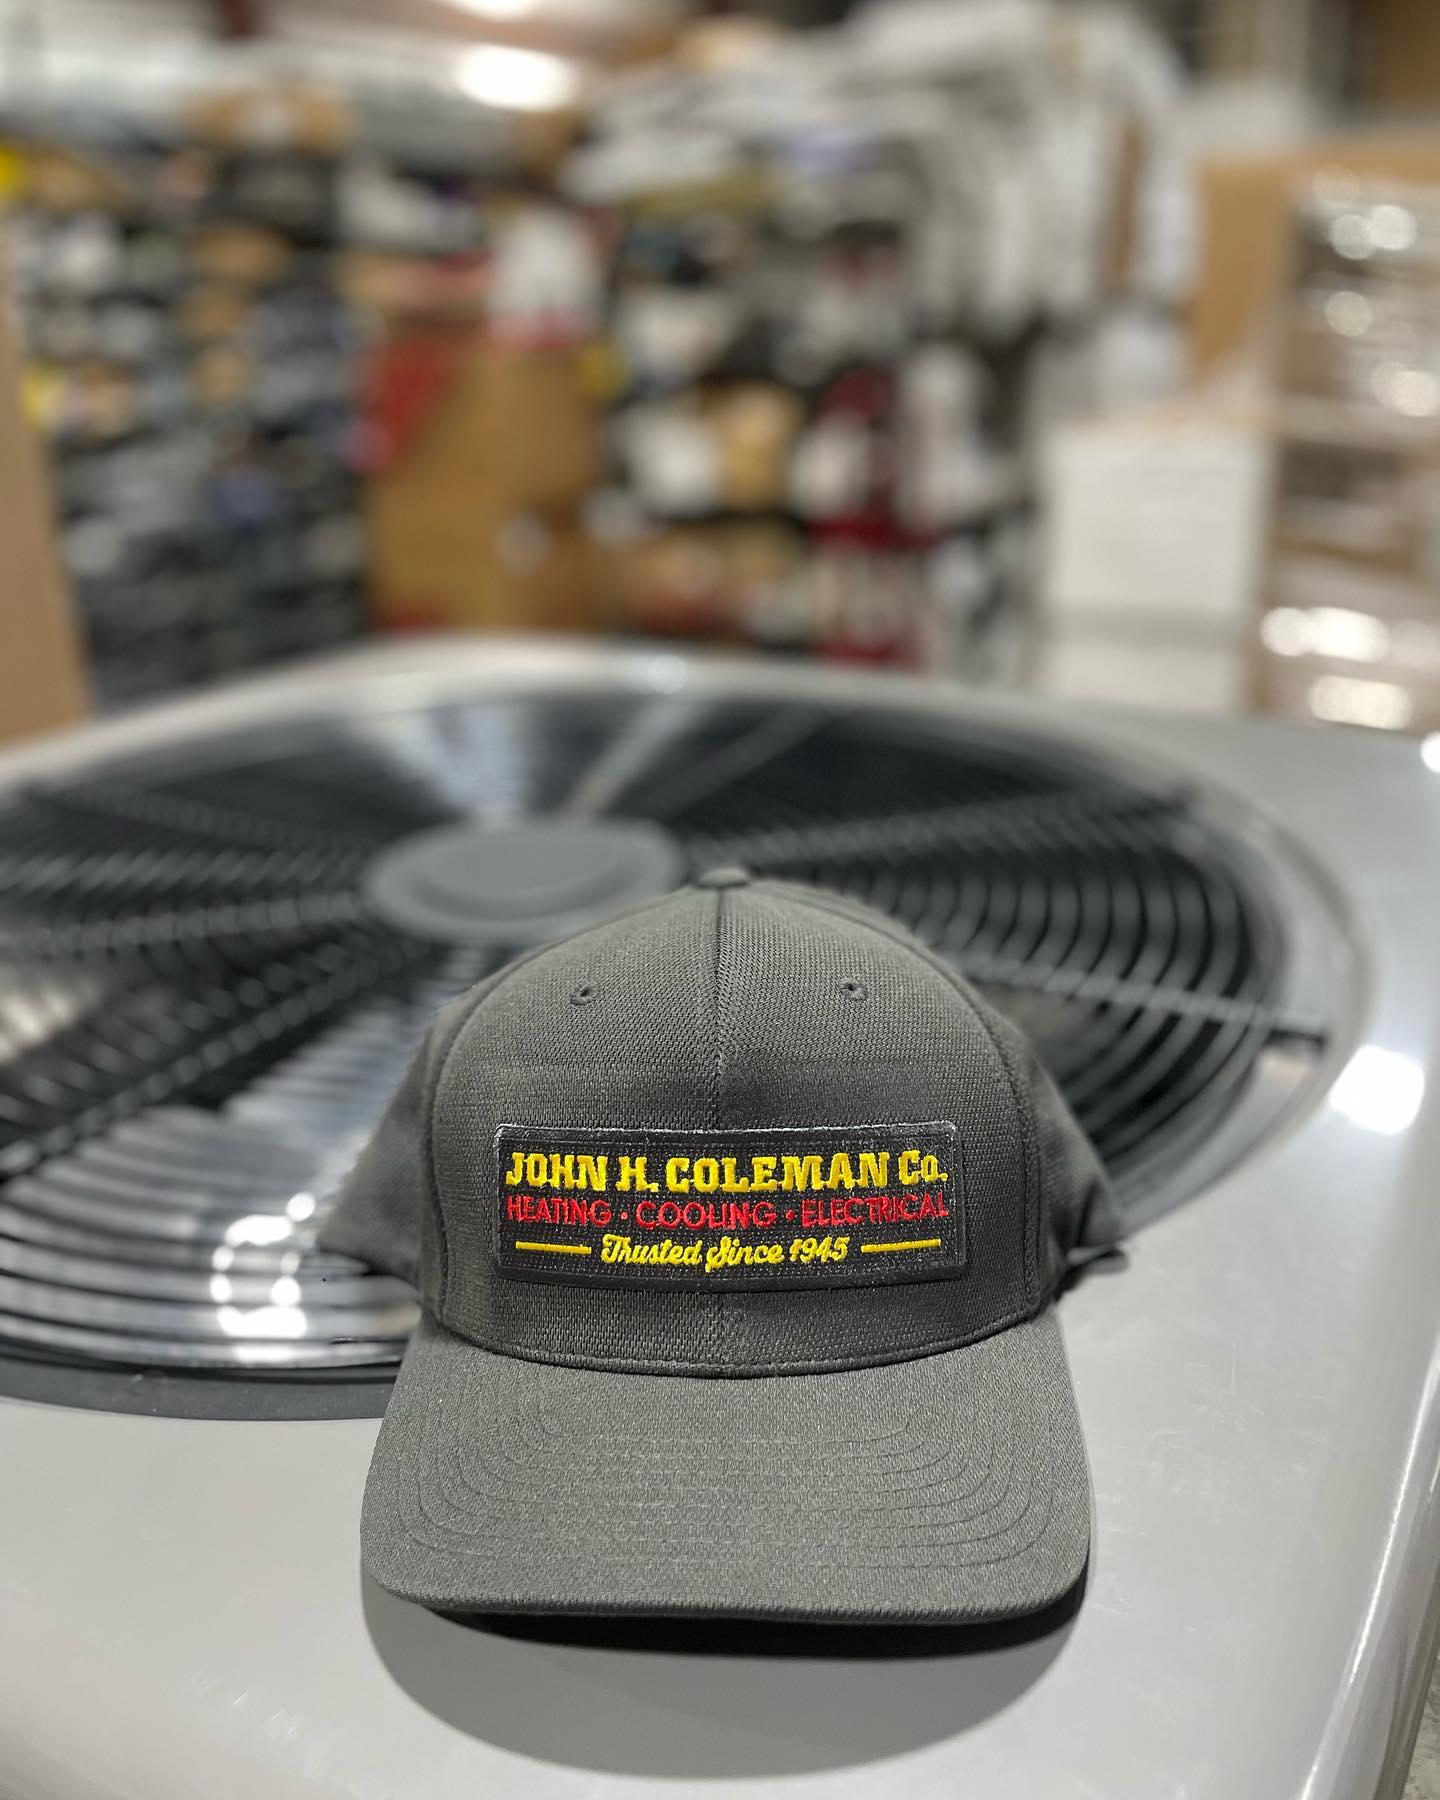 JOHN H. COLEMAN Co.
HEATING · COOLING · ELECTRICAL
Trusted Since 1945